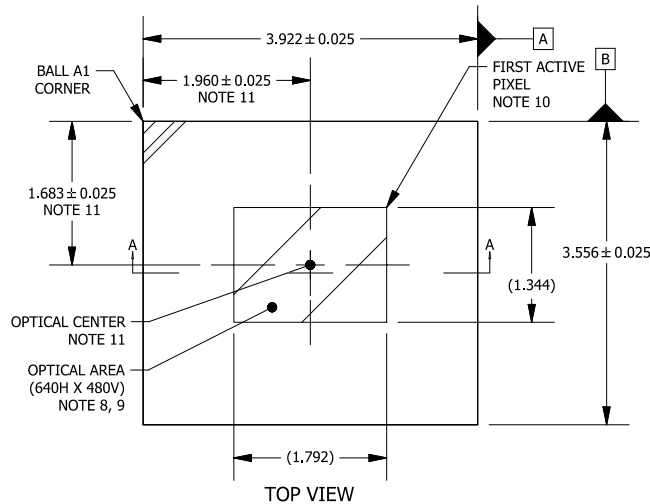 3.922 ± 0.025
A
B
BALL A1
CORNER
1.960 ± 0.025
NOTE 11
FIRST ACTIVE
PIXEL
NOTE 10
1.683 ± 0.025
NOTE 11
A
A
3.556 ± 0.025
(1.344)
OPTICAL CENTER
NOTE 11
OPTICAL AREA
(640H X 480V)
NOTE 8, 9
(1.792)
TOP VIEW